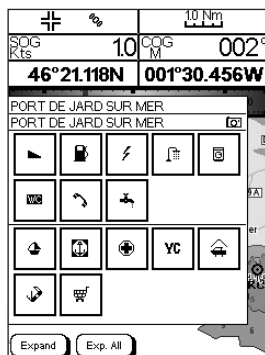 1.0 Nm
SOG Kts 1.0 COG M 002°
46°21.118N 001°30.456W
PORT DE JARD SUR MER
PORT DE JARD SUR MER
WC
YC
Expand Exp. All
6